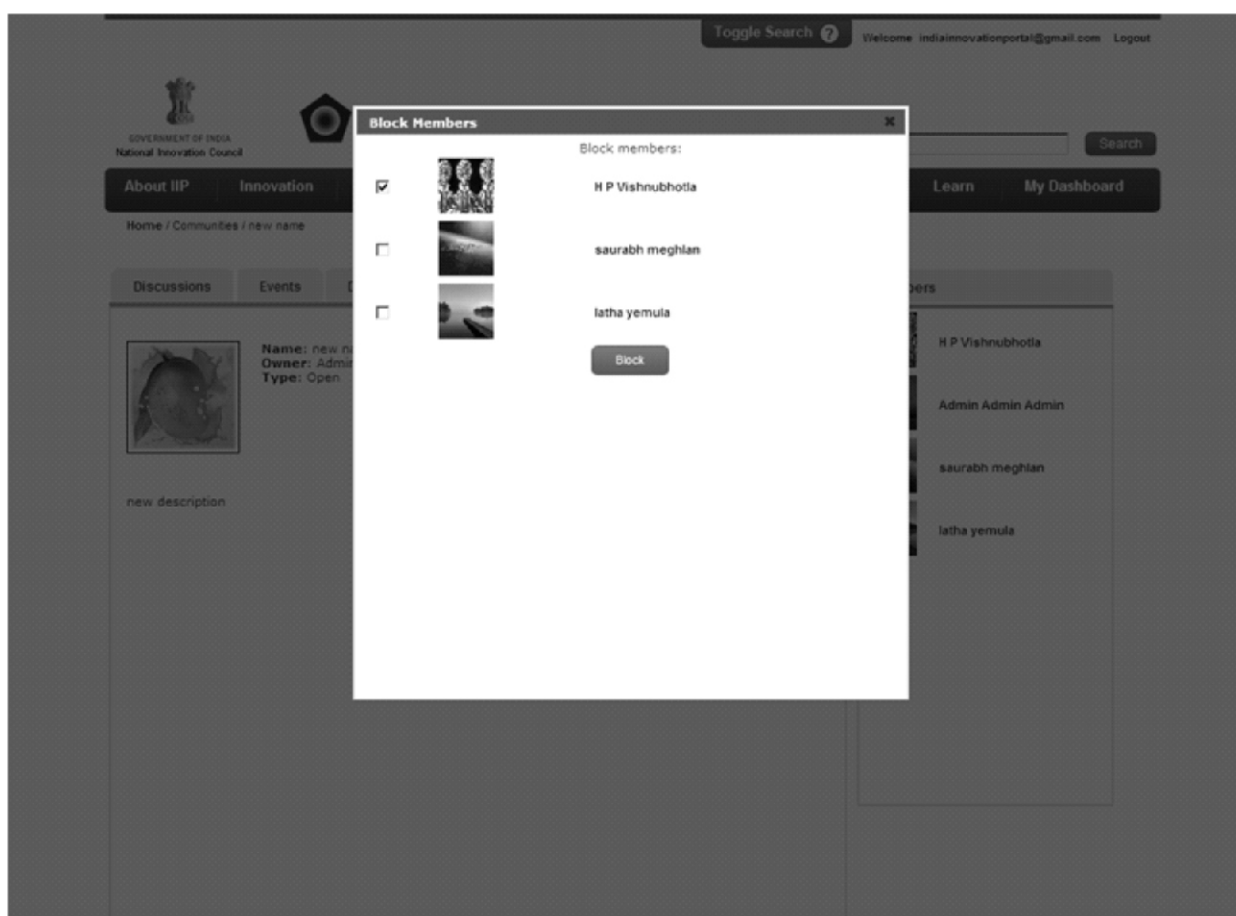 Toggle Search ?
Welcome indiainnovationportal@gmail.com Logout
GOVERNMENT OF INDIA
National Innovation Council
Search
About IIP Innovation Learn My Dashboard
Home / Communities / new name
Block Members
Block members:
H P Vishnubhotla
saurabh meghlan
latha yemula
Block
Discussions Events
Name: new
Owner: Admin
Type: Open
new description
H P Vishnubhotla
Admin Admin Admin
saurabh meghlan
latha yemula